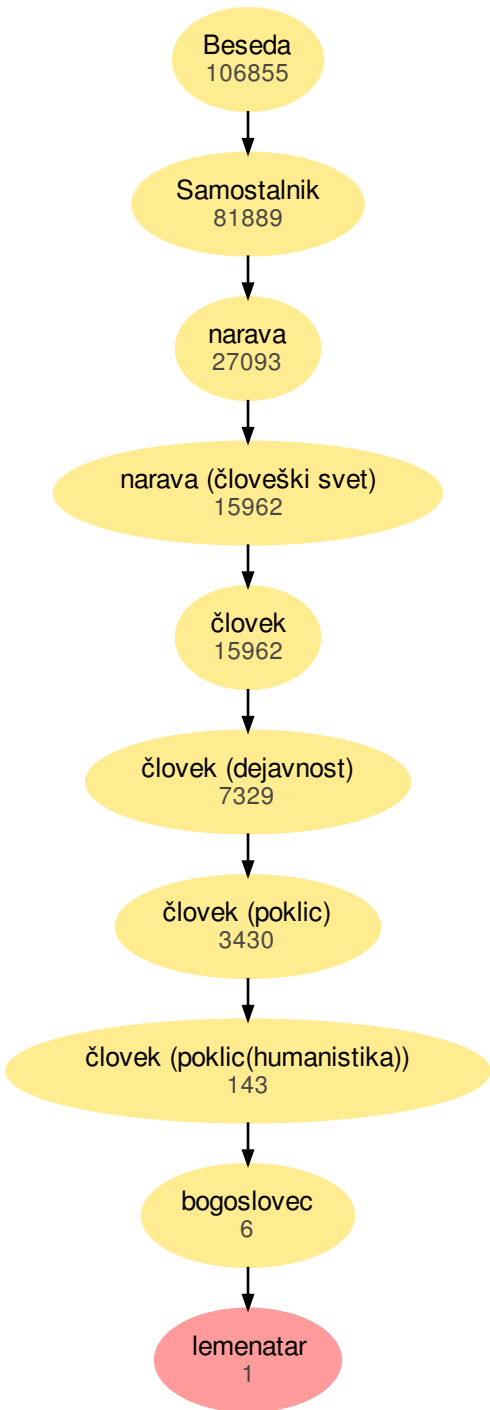 Beseda
106855
Samostalnik
81889
narava
27093
narava (človeški svet)
15962
človek
15962
človek (dejavnost)
7329
človek (poklic)
3430
človek (poklic(humanistika))
143
bogoslovec
6
lemenatar
1